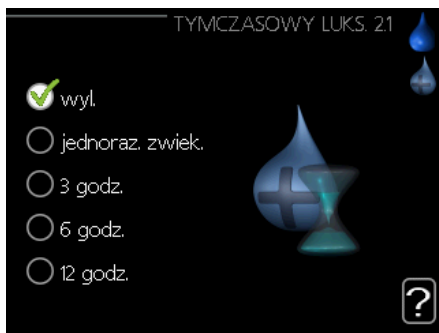 TYMCZASOWY LUKS. 2.1
wył.
jednoraz. zwiek.
3 godz.
6 godz.
12 godz.
?